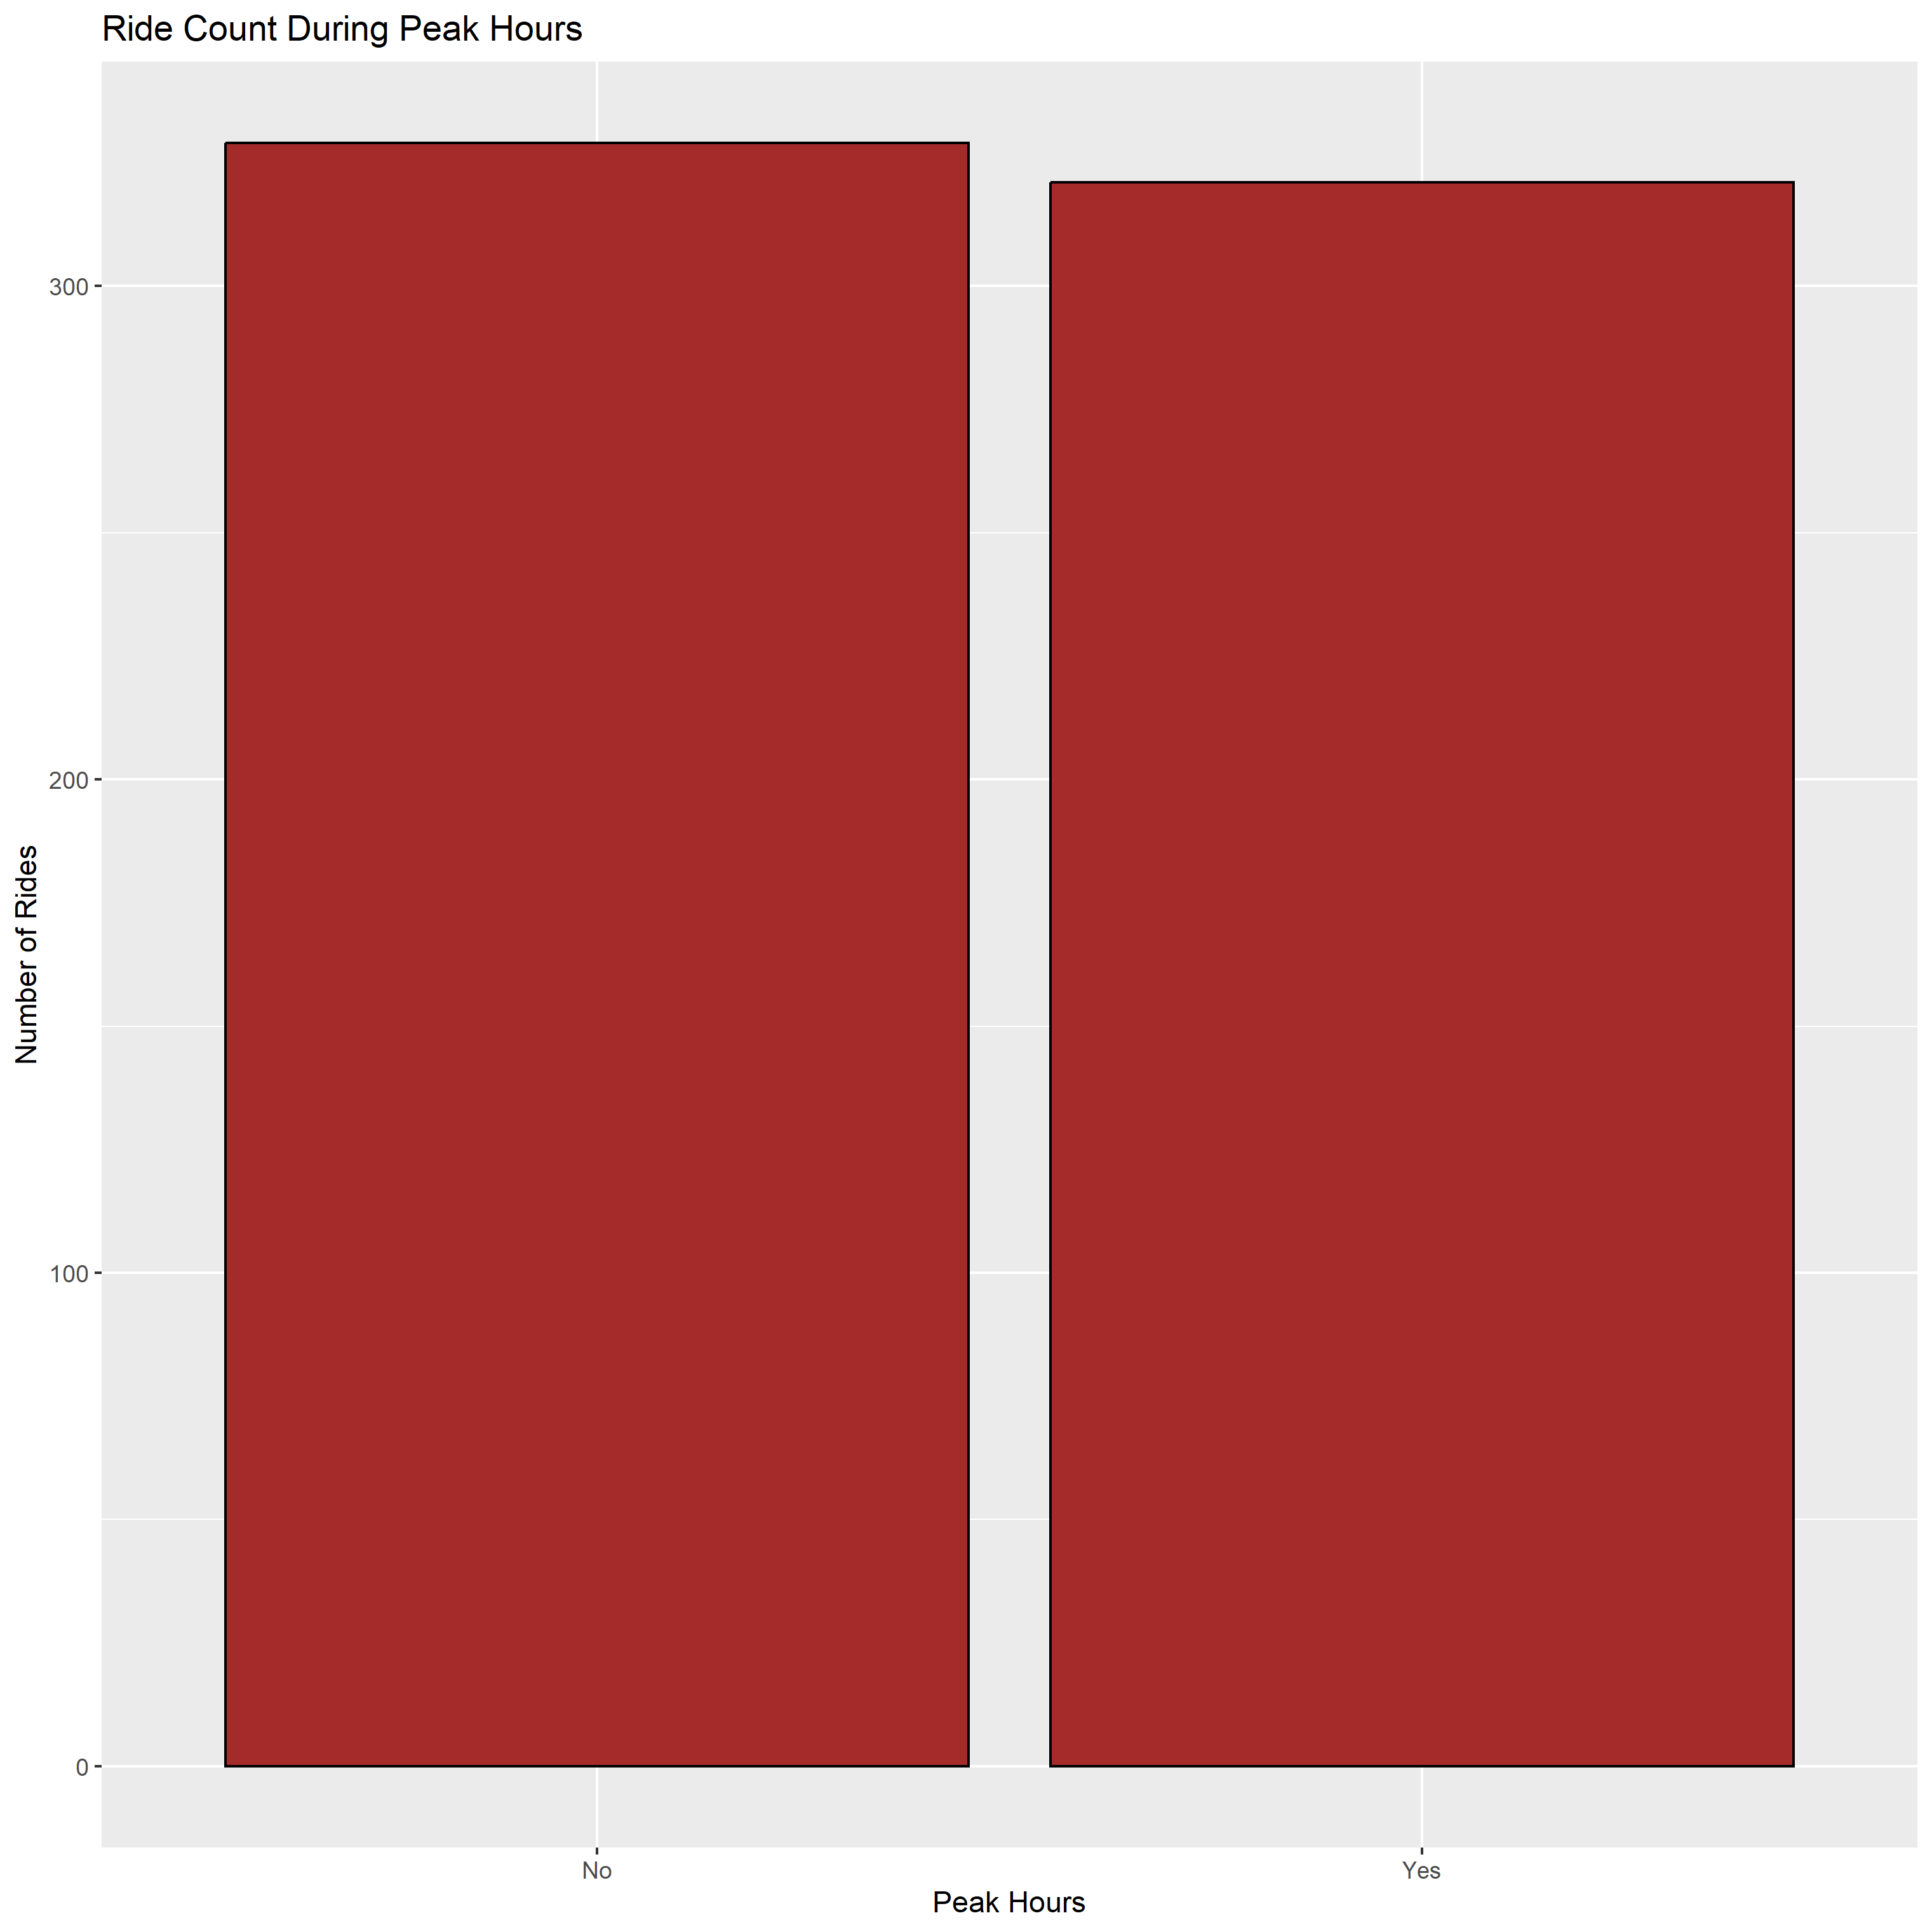 Ride Count During Peak Hours
300
200
100
0
Number of Rides
No
Yes
Peak Hours